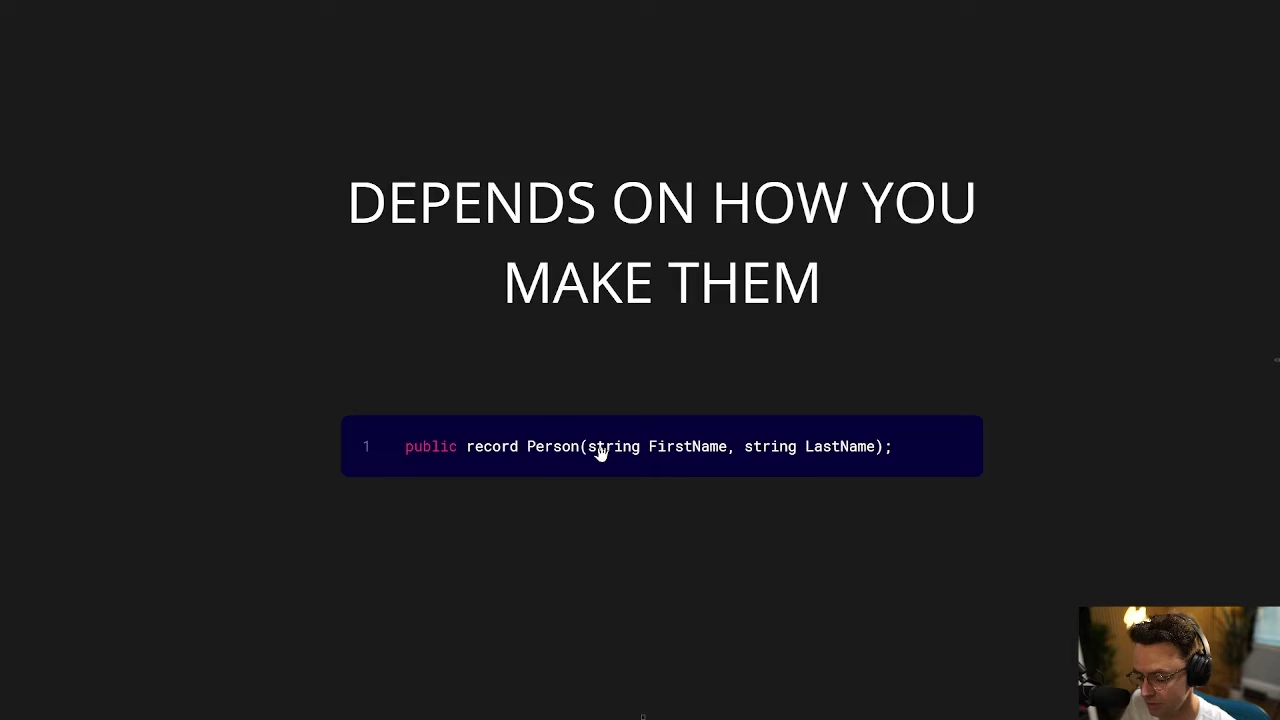 DEPENDS ON HOW YOU
MAKE THEM
1 public record Person(string FirstName, string LastName);